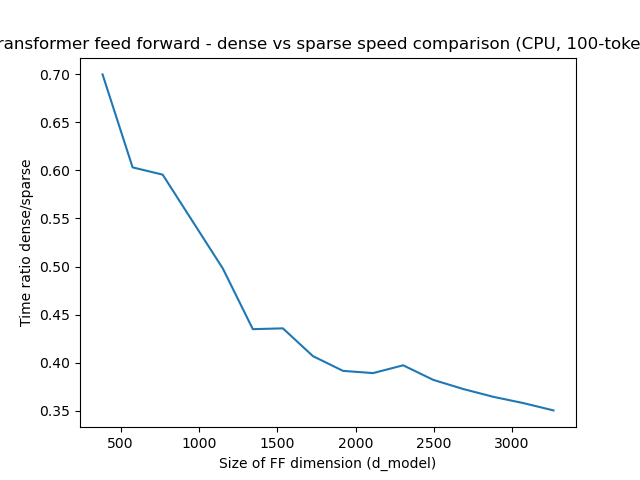 ransformer feed forward - dense vs sparse speed comparison (CPU, 100-toke
0.70
0.65
0.60
0.55
0.50
0.45
0.40
0.35
Time ratio dense/sparse
500 1000 1500 2000 2500 3000
Size of FF dimension (d_model)